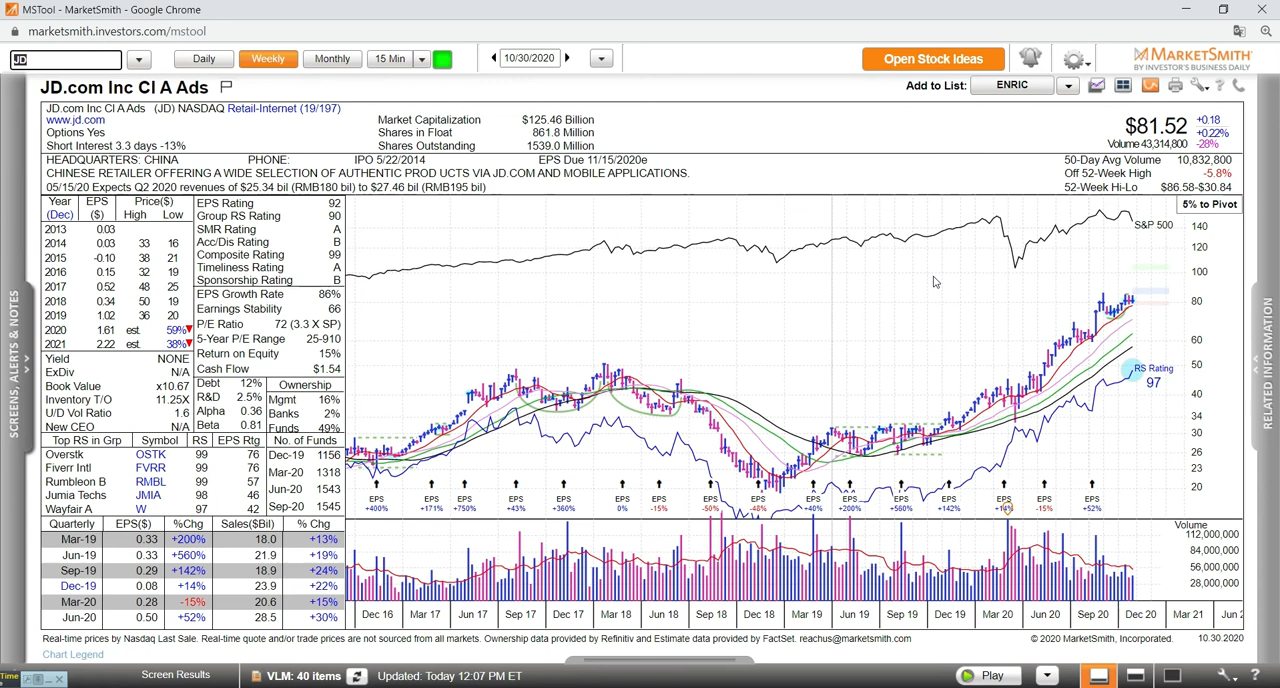 MSTool - MarketSmith - Google Chrome
marketsmith.investors.com/mstool
JD
Daily Weekly Monthly 15 Min 10/30/2020 Open Stock Ideas MARKETSMITH
BY INVESTOR'S BUSINESS DAILY
JD.com Inc Cl A Ads Add to List: ENRIC
JD.com Inc Cl A Ads (JD) NASDAQ Retail-Internet (19/197)
www.jd.com Market Capitalization $125.46 Billion $81.52 +0.18
Options Yes Shares in Float 861.8 Million +0.22%
Short Interest 3.3 days -13% Shares Outstanding 1539.0 Million Volume 43,314,800 -28%
HEADQUARTERS: CHINA PHONE: IPO 5/22/2014 EPS Due 11/15/2020e 50-Day Avg Volume 10,832,800
CHINESE RETAILER OFFERING A WIDE SELECTION OF AUTHENTIC PROD UCTS VIA JD.COM AND MOBILE APPLICATIONS. Off 52-Week High -5.8%
05/15/20 Expects Q2 2020 revenues of $25.34 bil (RMB180 bil) to $27.46 bil (RMB195 bil) 52-Week Hi-Lo $86.58-$30.84
Year EPS Price($)
(Dec) ($) High Low
2013 0.03
2014 0.03 33 16
2015 -0.10 38 21
2016 0.15 32 19
2017 0.52 48 25
2018 0.34 50 19
2019 1.02 36 20
2020 1.61 est. 59%
2021 2.22 est. 38%
EPS Rating 92
Group RS Rating 90
SMR Rating A
Acc/Dis Rating B
Composite Rating 99
Timeliness Rating A
Sponsorship Rating B
EPS Growth Rate 86%
Earnings Stability 66
P/E Ratio 72 (3.3 X SP)
5-Year P/E Range 25-910
Return on Equity 15%
Cash Flow $1.54
Yield NONE
ExDiv N/A
Book Value x10.67
Inventory T/O 11.25X
U/D Vol Ratio 1.6
New CEO N/A
Debt 12%
R&D 2.5%
Alpha 0.36
Beta 0.81
Ownership
Mgmt 16%
Banks 2%
Funds 49%
Top RS in Grp Symbol RS EPS Rtg
Overstk OSTK 99 76
Fiverr Intl FVRR 99 76
Rumbleon B RMBL 99 57
Jumia Techs JMIA 98 46
Wayfair A W 99 76
No. of Funds
Dec-19 1156
Mar-20 1318
Jun-20 1543
Sep-20 1545
Quarterly EPS($) %Chg Sales($Bil) % Chg
Mar-19 0.33 +200% 18.0 +13%
Jun-19 0.33 +560% 21.9 +19%
Sep-19 0.29 +142% 18.9 +24%
Dec-19 0.08 +14% 23.9 +22%
Mar-20 0.28 -15% 20.6 +15%
Jun-20 0.50 +52% 28.5 +30%
5% to Pivot
S&P 500
140
120
100
80
60
50
40
34
30
26
23
20
RS Rating
97
EPS EPS EPS EPS EPS EPS EPS EPS EPS EPS EPS EPS EPS EPS EPS EPS
+400% +171% +750% +43% +360% 0% -15% -50% -48% +40% +200% +560% +142% +14% -15% +52%
Volume
112,000,000
84,000,000
56,000,000
28,000,000
Dec 16 Mar 17 Jun 17 Sep 17 Dec 17 Mar 18 Jun 18 Sep 18 Dec 18 Mar 19 Jun 19 Sep 19 Dec 19 Mar 20 Jun 20 Sep 20 Dec 20 Mar 21
Real-time prices by Nasdaq Last Sale. Real-time quote and/or trade prices are not sourced from all markets. Ownership data provided by Refinitiv and Estimate data provided by FactSet. reachus@marketsmith.com © 2020 MarketSmith, Incorporated. 10.30.2020
Chart Legend
SCREENS, ALERTS & NOTES
RELATED INFORMATION
Time Screen Results VLM: 40 items Updated: Today 12:07 PM ET Play